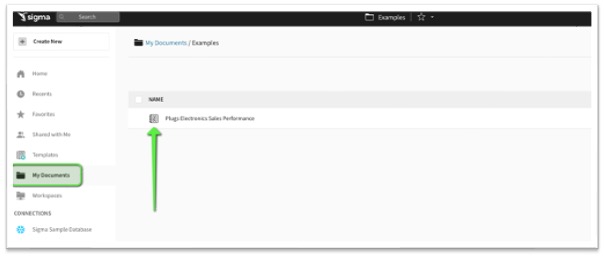 sigma
Search
Examples
Create New
My Documents / Examples
Home
Recents
Favorites
Shared with Me
Templates
My Documents
Workspaces
CONNECTIONS
Sigma Sample Database
NAME
Plugs Electronics Sales Performance